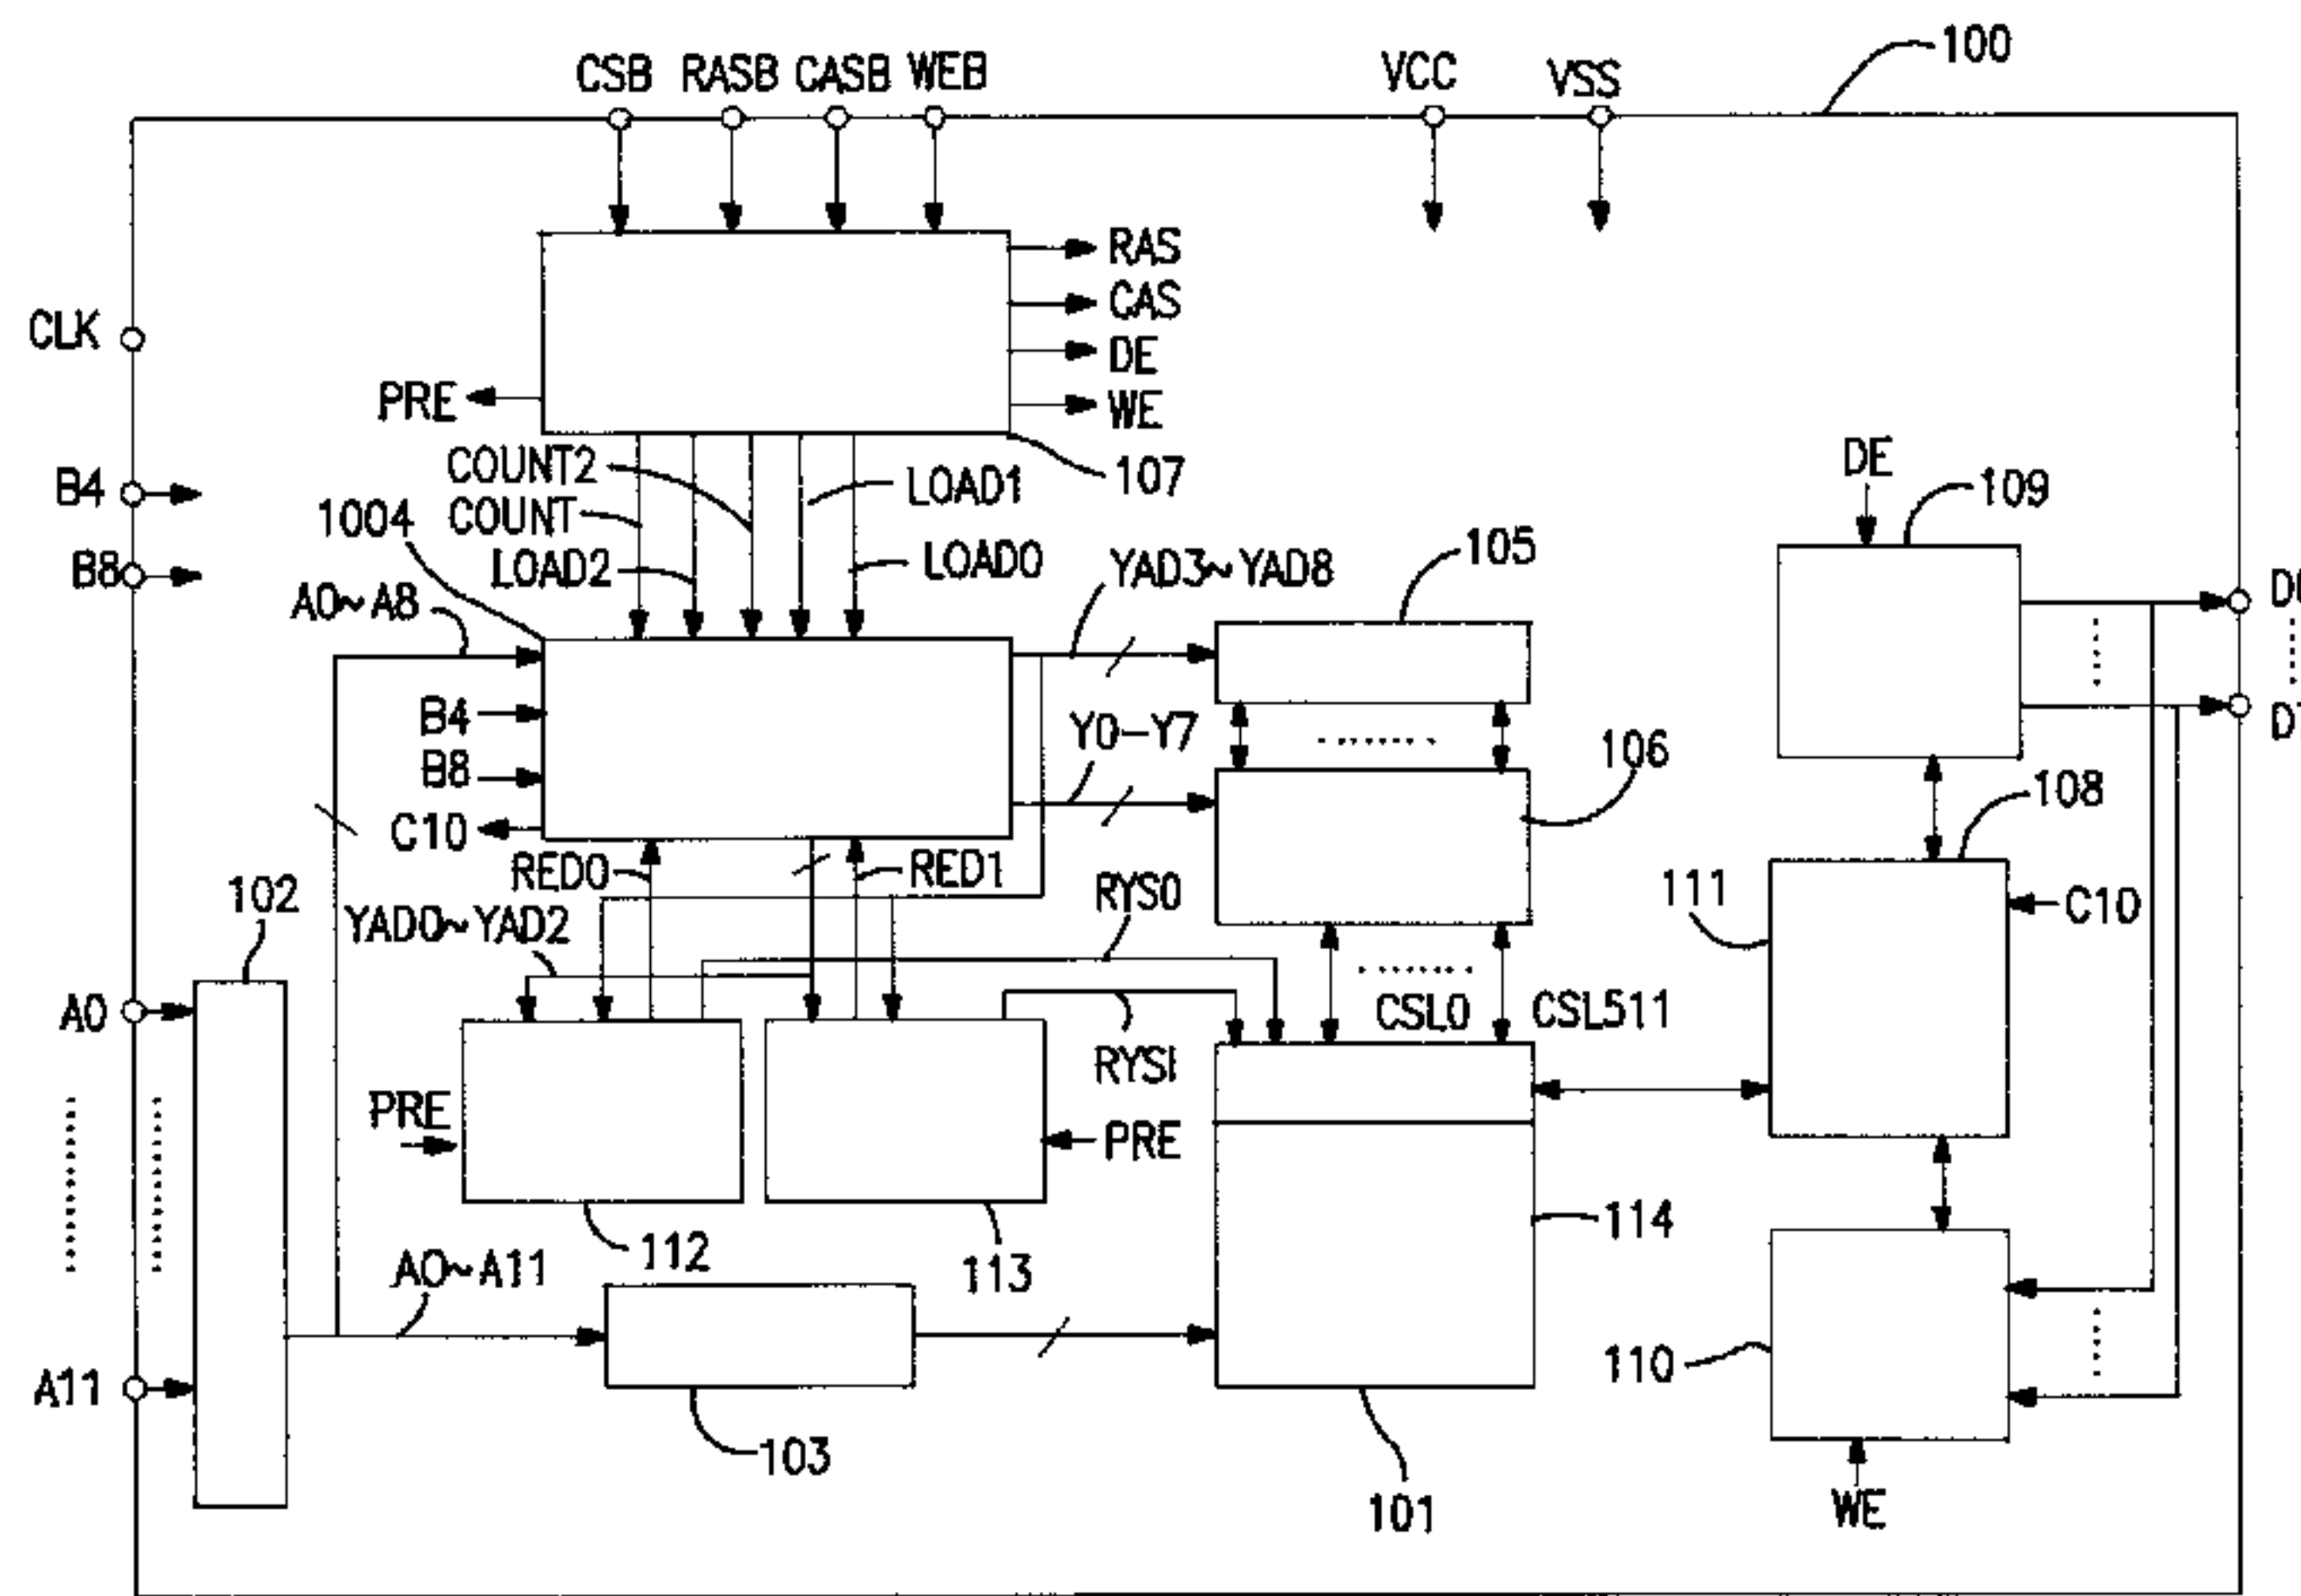 100
CSB RASB CASB WEB VCC VSS
RAS
CAS
CLK
DE
PRE
WE
COUNT2
107
DE
LOAD1
B4
109
1004
COUNT
LOAD2
LOAD0
YAD3~YAD8
105
B8
A0~A8
B4
Y0-Y7
106
B8
108
C10
RED0
RED1
RYS0
111
C10
102
YAD0~YAD2
A0
CSL0
CSL511
RYSI
PRE
PRE
114
112
113
A0~A11
110
A11
103
101
WE